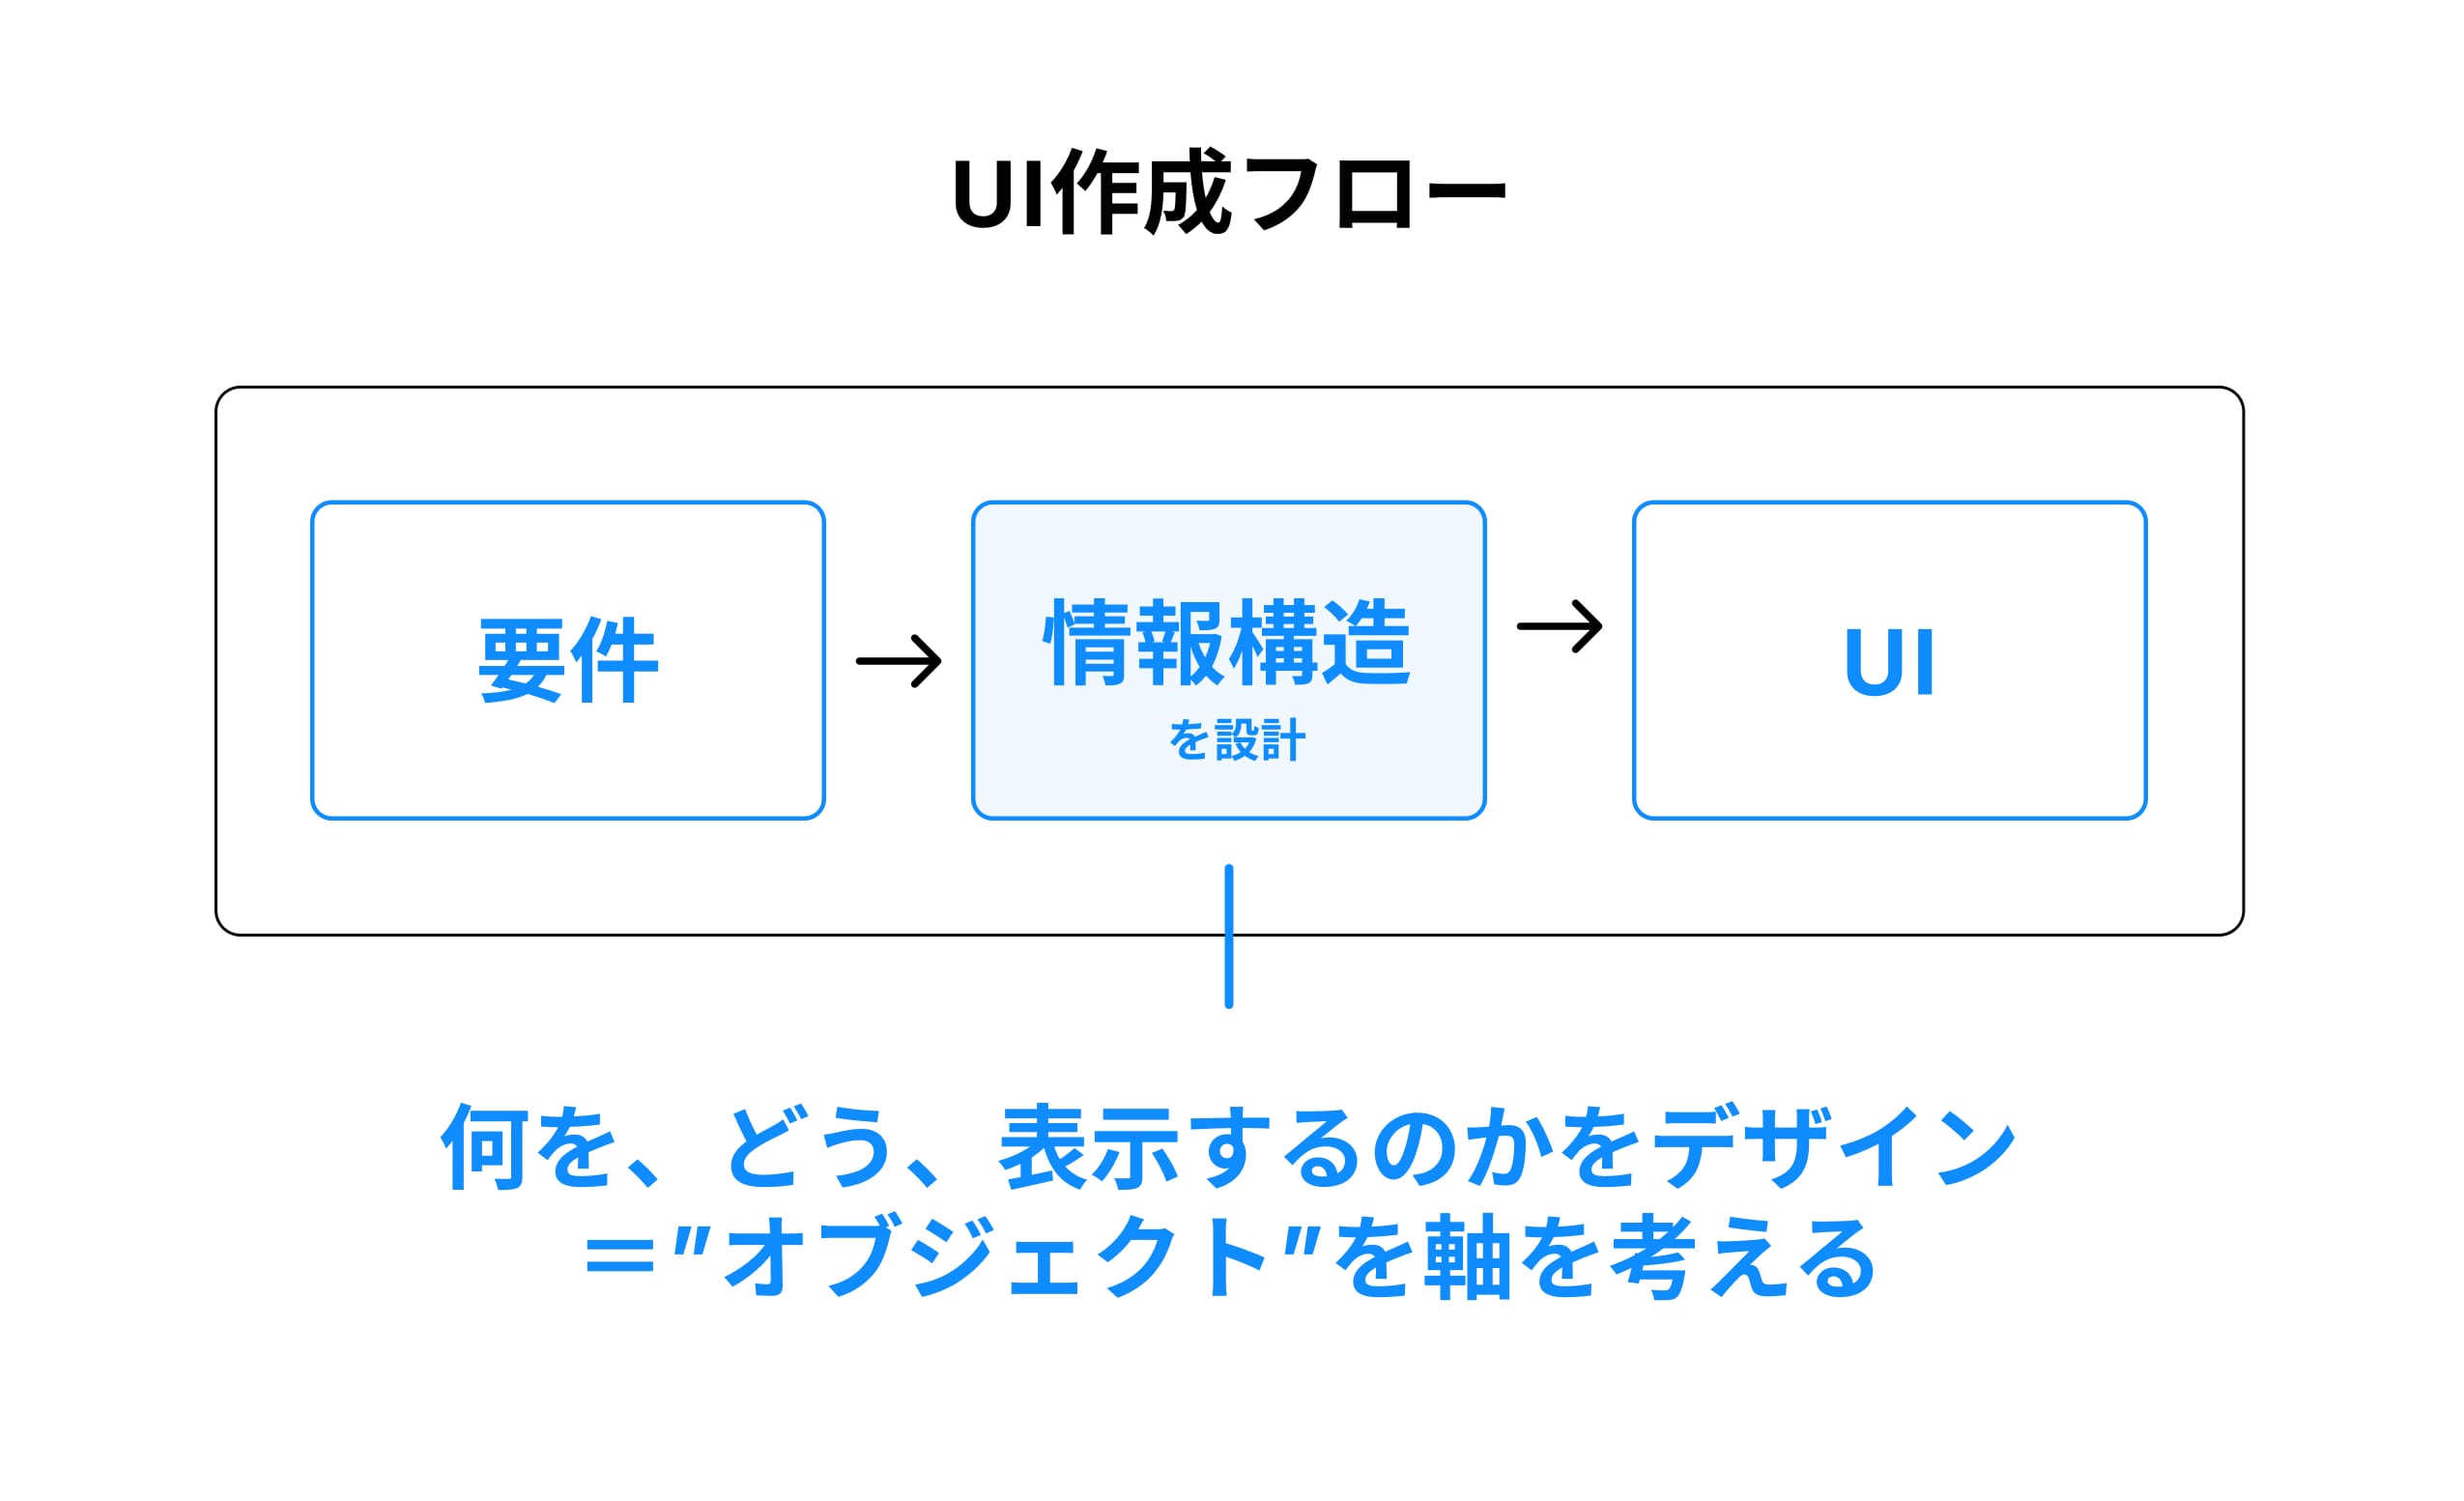 UI作成フロー
要件
情報構造
を設計
UI
何を、どう、表示するのかをデザイン
＝"オブジェクト"を軸を考える